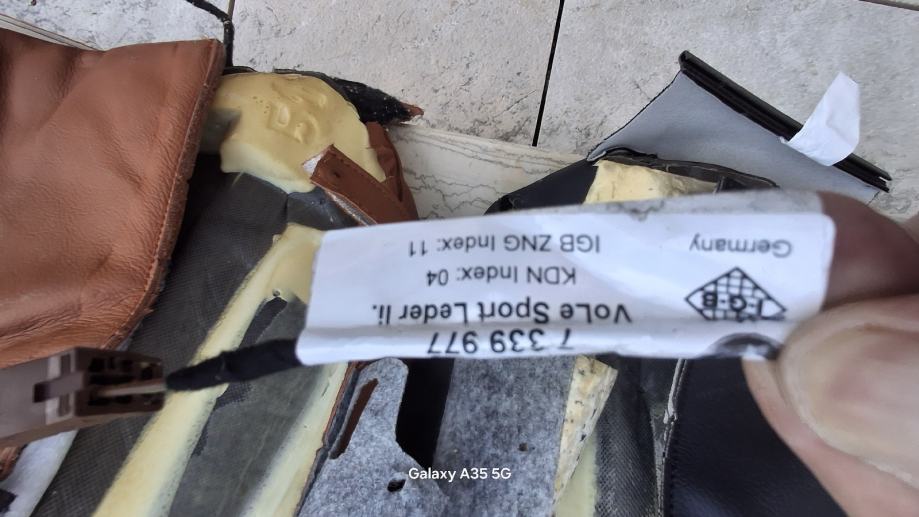 7 339 977
VoLe Sport Leder li.
KDN Index: 04
IGB ZNG Index: 11
I-G-B
Germany
Galaxy A35 5G